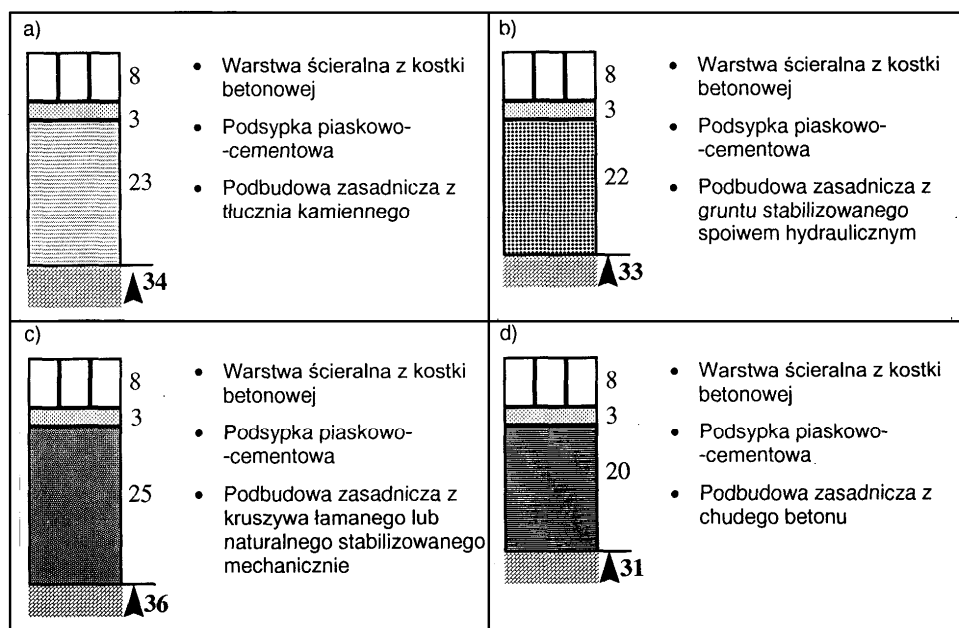 a)
8
3
23
34
• Warstwa ścieralna z kostki
betonowej
• Podsypka piaskowo-
-cementowa
• Podbudowa zasadnicza z
tłucznia kamiennego
b)
8
3
22
33
• Warstwa ścieralna z kostki
betonowej
• Podsypka piaskowo-
-cementowa
• Podbudowa zasadnicza z
gruntu stabilizowanego
spoiwem hydraulicznym
c)
8
3
25
36
• Warstwa ścieralna z kostki
betonowej
• Podsypka piaskowo-
-cementowa
• Podbudowa zasadnicza z
kruszywa łamanego lub
naturalnego stabilizowanego
mechanicznie
d)
8
3
20
31
• Warstwa ścieralna z kostki
betonowej
• Podsypka piaskowo-
-cementowa
• Podbudowa zasadnicza z
chudego betonu